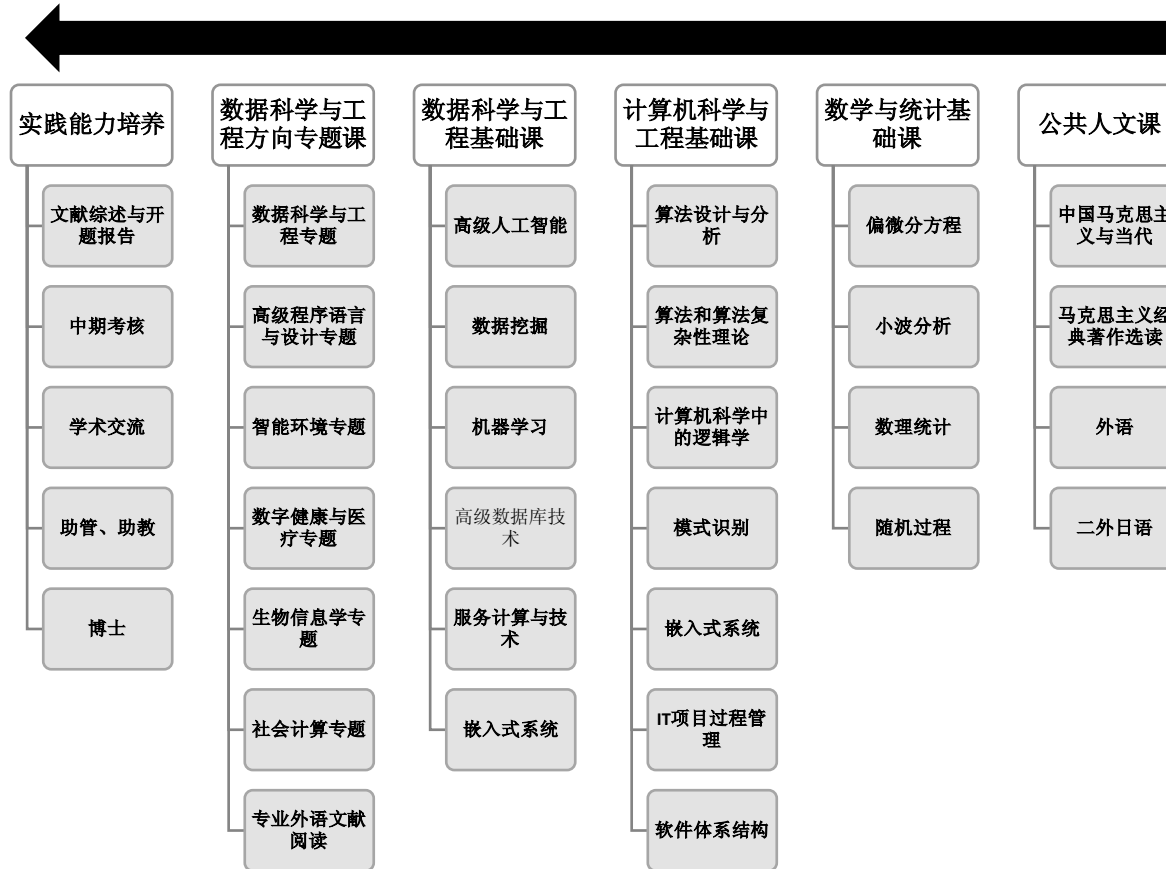 实践能力培养
文献综述与开
题报告
中期考核
学术交流
助管、助教
博士
数据科学与工
程方向专题课
数据科学与工
程专题
高级程序语言
与设计专题
智能环境专题
数字健康与医
疗专题
生物信息学专
题
社会计算专题
专业外语文献
阅读
数据科学与工
程基础课
高级人工智能
数据挖掘
机器学习
高级数据库技
术
服务计算与技
术
嵌入式系统
计算机科学与
工程基础课
算法设计与分
析
算法和算法复
杂性理论
计算机科学中
的逻辑学
模式识别
嵌入式系统
IT项目过程管
理
软件体系结构
数学与统计基
础课
偏微分方程
小波分析
数理统计
随机过程
公共人文课
中国马克思主
义与当代
马克思主义经
典著作选读
外语
二外日语